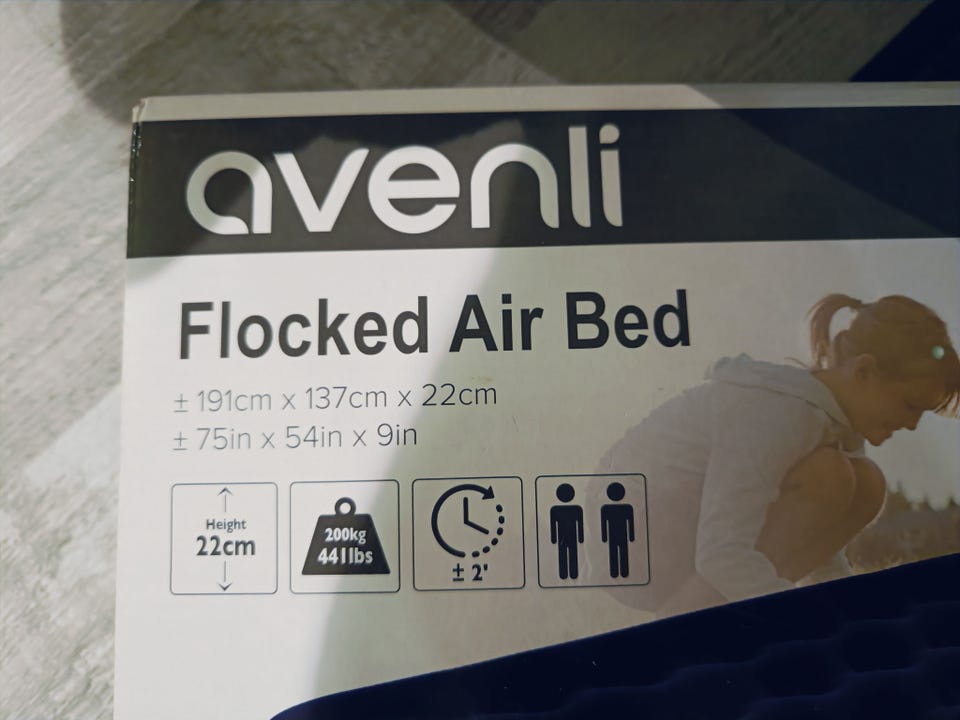 avenli
Flocked Air Bed
± 191cm x 137cm x 22cm
± 75in x 54in x 9in
Height
22cm
200kg
441lbs
± 2'